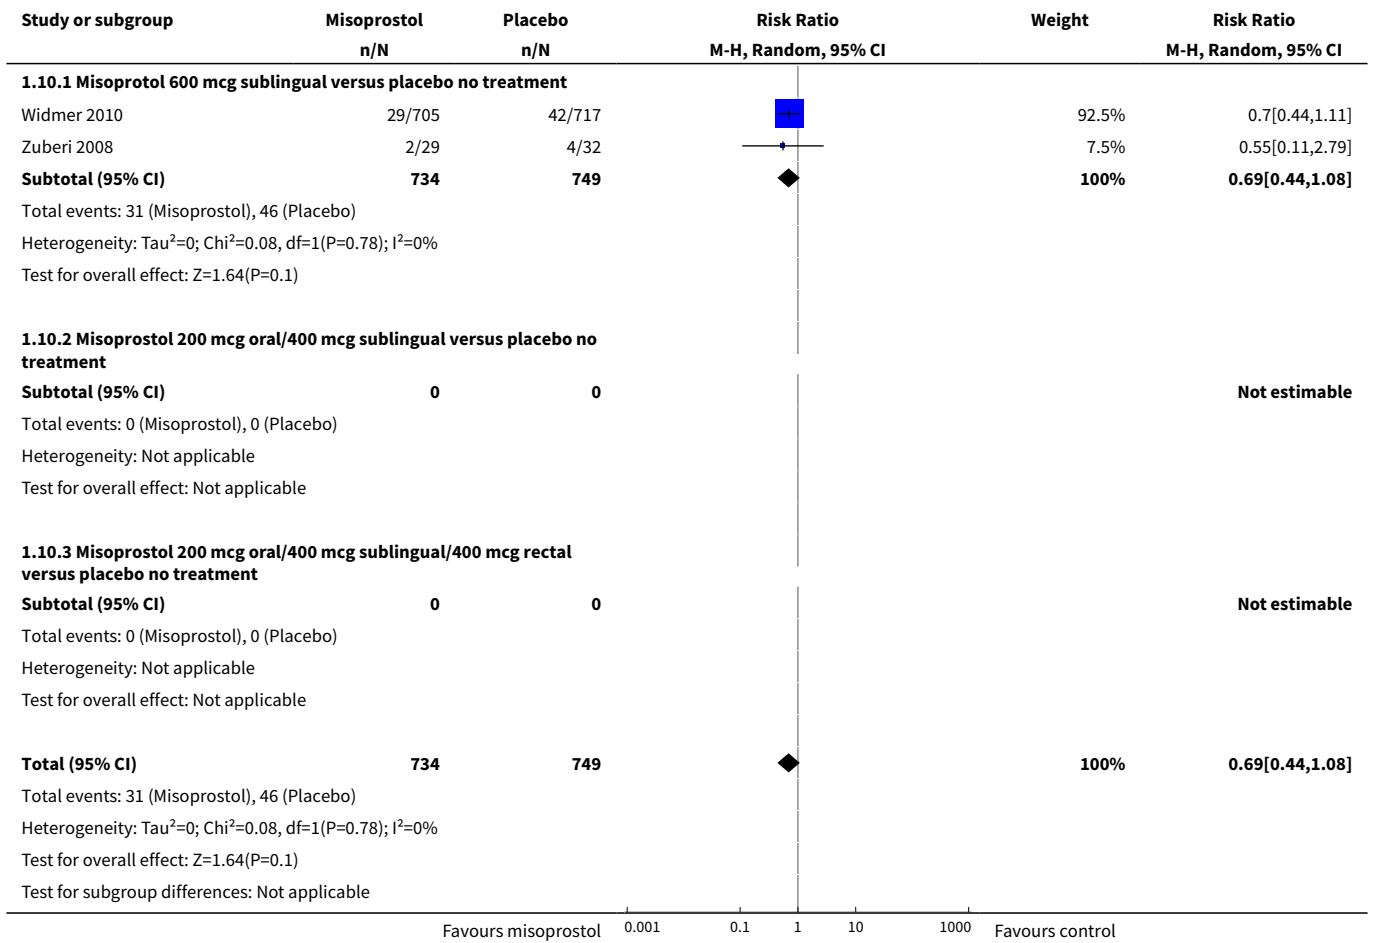 Study or subgroup Misoprostol Placebo Risk Ratio Weight Risk Ratio
n/N n/N M-H, Random, 95% CI M-H, Random, 95% CI
1.10.1 Misoprotol 600 mcg sublingual versus placebo no treatment
Widmer 2010 29/705 42/717 92.5% 0.7[0.44,1.11]
Zuberi 2008 2/29 4/32 7.5% 0.55[0.11,2.79]
Subtotal (95% CI) 734 749 100% 0.69[0.44,1.08]
Total events: 31 (Misoprostol), 46 (Placebo)
Heterogeneity: Tau²=0; Chi²=0.08, df=1(P=0.78); I²=0%
Test for overall effect: Z=1.64(P=0.1)
1.10.2 Misoprostol 200 mcg oral/400 mcg sublingual versus placebo no
treatment
Subtotal (95% CI) 0 0 Not estimable
Total events: 0 (Misoprostol), 0 (Placebo)
Heterogeneity: Not applicable
Test for overall effect: Not applicable
1.10.3 Misoprostol 200 mcg oral/400 mcg sublingual/400 mcg rectal
versus placebo no treatment
Subtotal (95% CI) 0 0 Not estimable
Total events: 0 (Misoprostol), 0 (Placebo)
Heterogeneity: Not applicable
Test for overall effect: Not applicable
Total (95% CI) 734 749 100% 0.69[0.44,1.08]
Total events: 31 (Misoprostol), 46 (Placebo)
Heterogeneity: Tau²=0; Chi²=0.08, df=1(P=0.78); I²=0%
Test for overall effect: Z=1.64(P=0.1)
Test for subgroup differences: Not applicable
Favours misoprostol 0.001 0.1 1 10 1000 Favours control